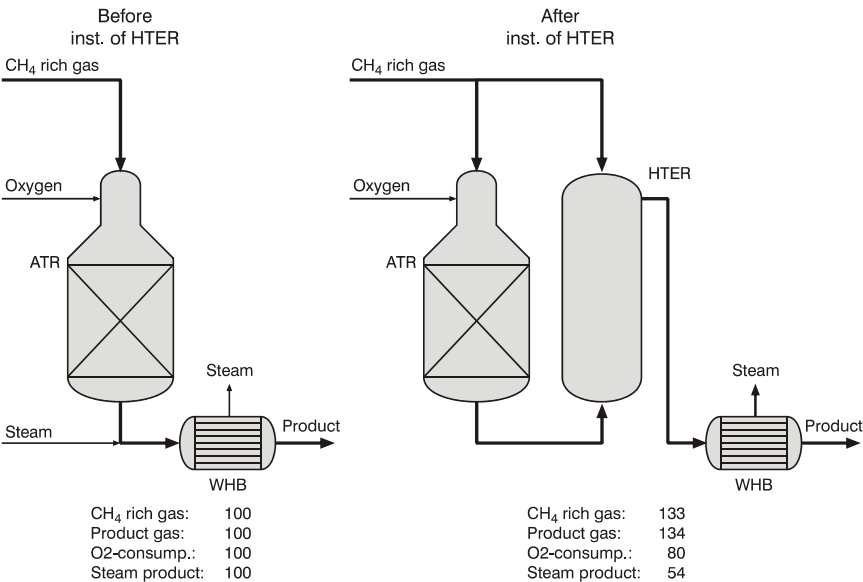 Before
inst. of HTER
CH4 rich gas
Oxygen
ATR
Steam
Steam
Product
WHB
CH4 rich gas: 100
Product gas: 100
O2-consump.: 100
Steam product: 100
After
inst. of HTER
CH4 rich gas
HTER
Oxygen
ATR
Steam
Product
WHB
CH4 rich gas: 133
Product gas: 134
O2-consump.: 80
Steam product: 54